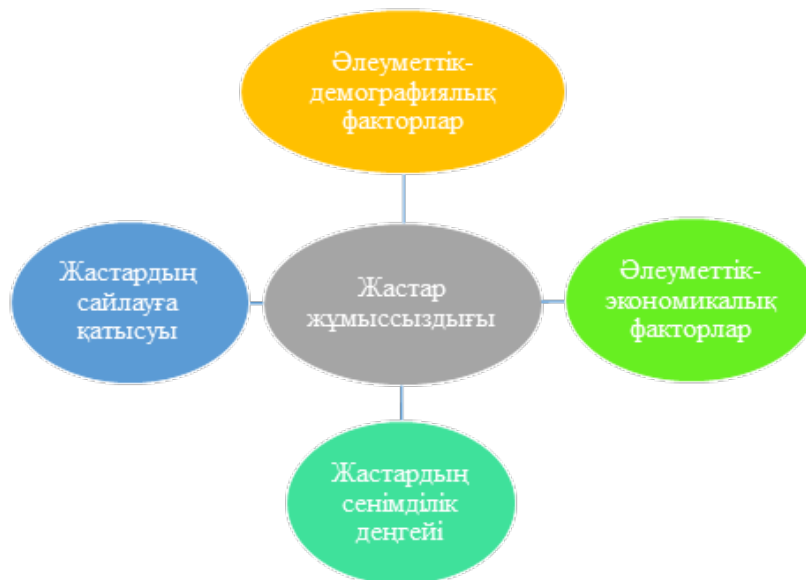 Әлеуметтік-
демографиялық
факторлар
Жастардың
сайлауға
қатысуы
Жастар
жұмыссыздығы
Әлеуметтік-
экономикалық
факторлар
Жастардың
сенімділік
деңгейі